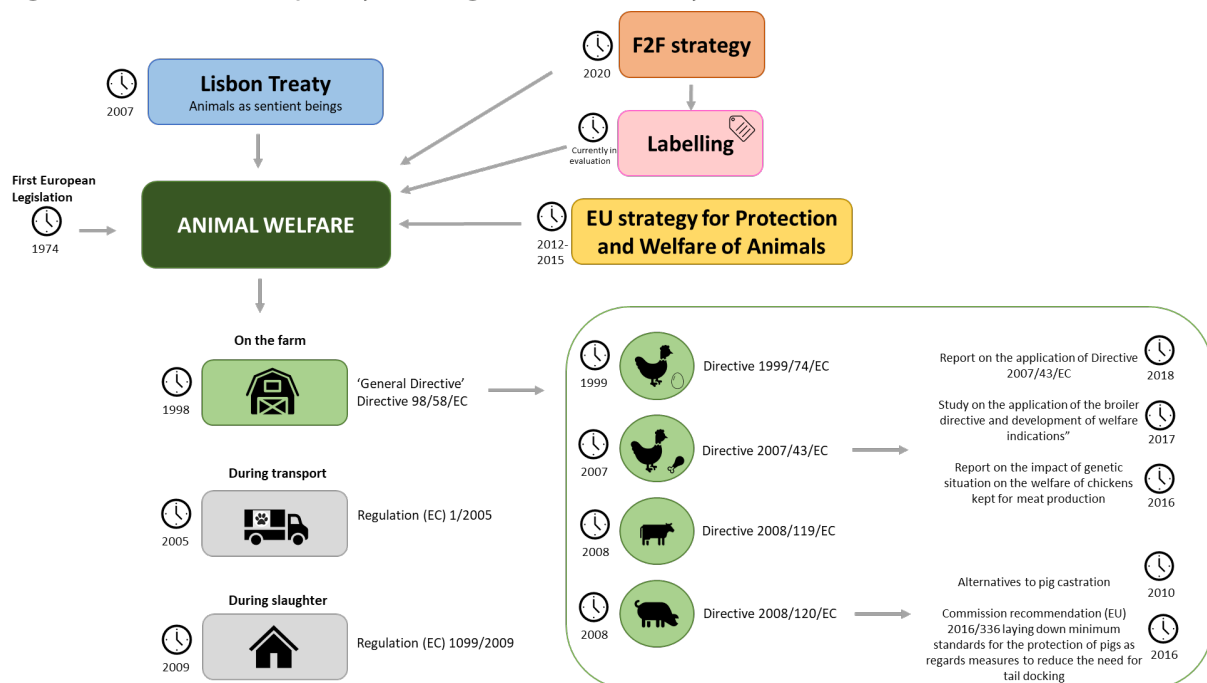 F2F strategy
2020
Lisbon Treaty
Animals as sentient beings
2007
Labelling
Currently in
evaluation
First European
Legislation
1974
ANIMAL WELFARE
EU strategy for Protection
and Welfare of Animals
2012-
2015
On the farm
1998
'General Directive'
Directive 98/58/EC
During transport
2005
Regulation (EC) 1/2005
During slaughter
2009
Regulation (EC) 1099/2009
1999
Directive 1999/74/EC
2007
Directive 2007/43/EC
2008
Directive 2008/119/EC
2008
Directive 2008/120/EC
Report on the application of Directive
2007/43/EC
2018
Study on the application of the broiler
directive and development of welfare
indications”
2017
Report on the impact of genetic
situation on the welfare of chickens
kept for meat production
2016
Alternatives to pig castration
2010
Commission recommendation (EU)
2016/336 laying down minimum
standards for the protection of pigs as
regards measures to reduce the need for
tail docking
2016